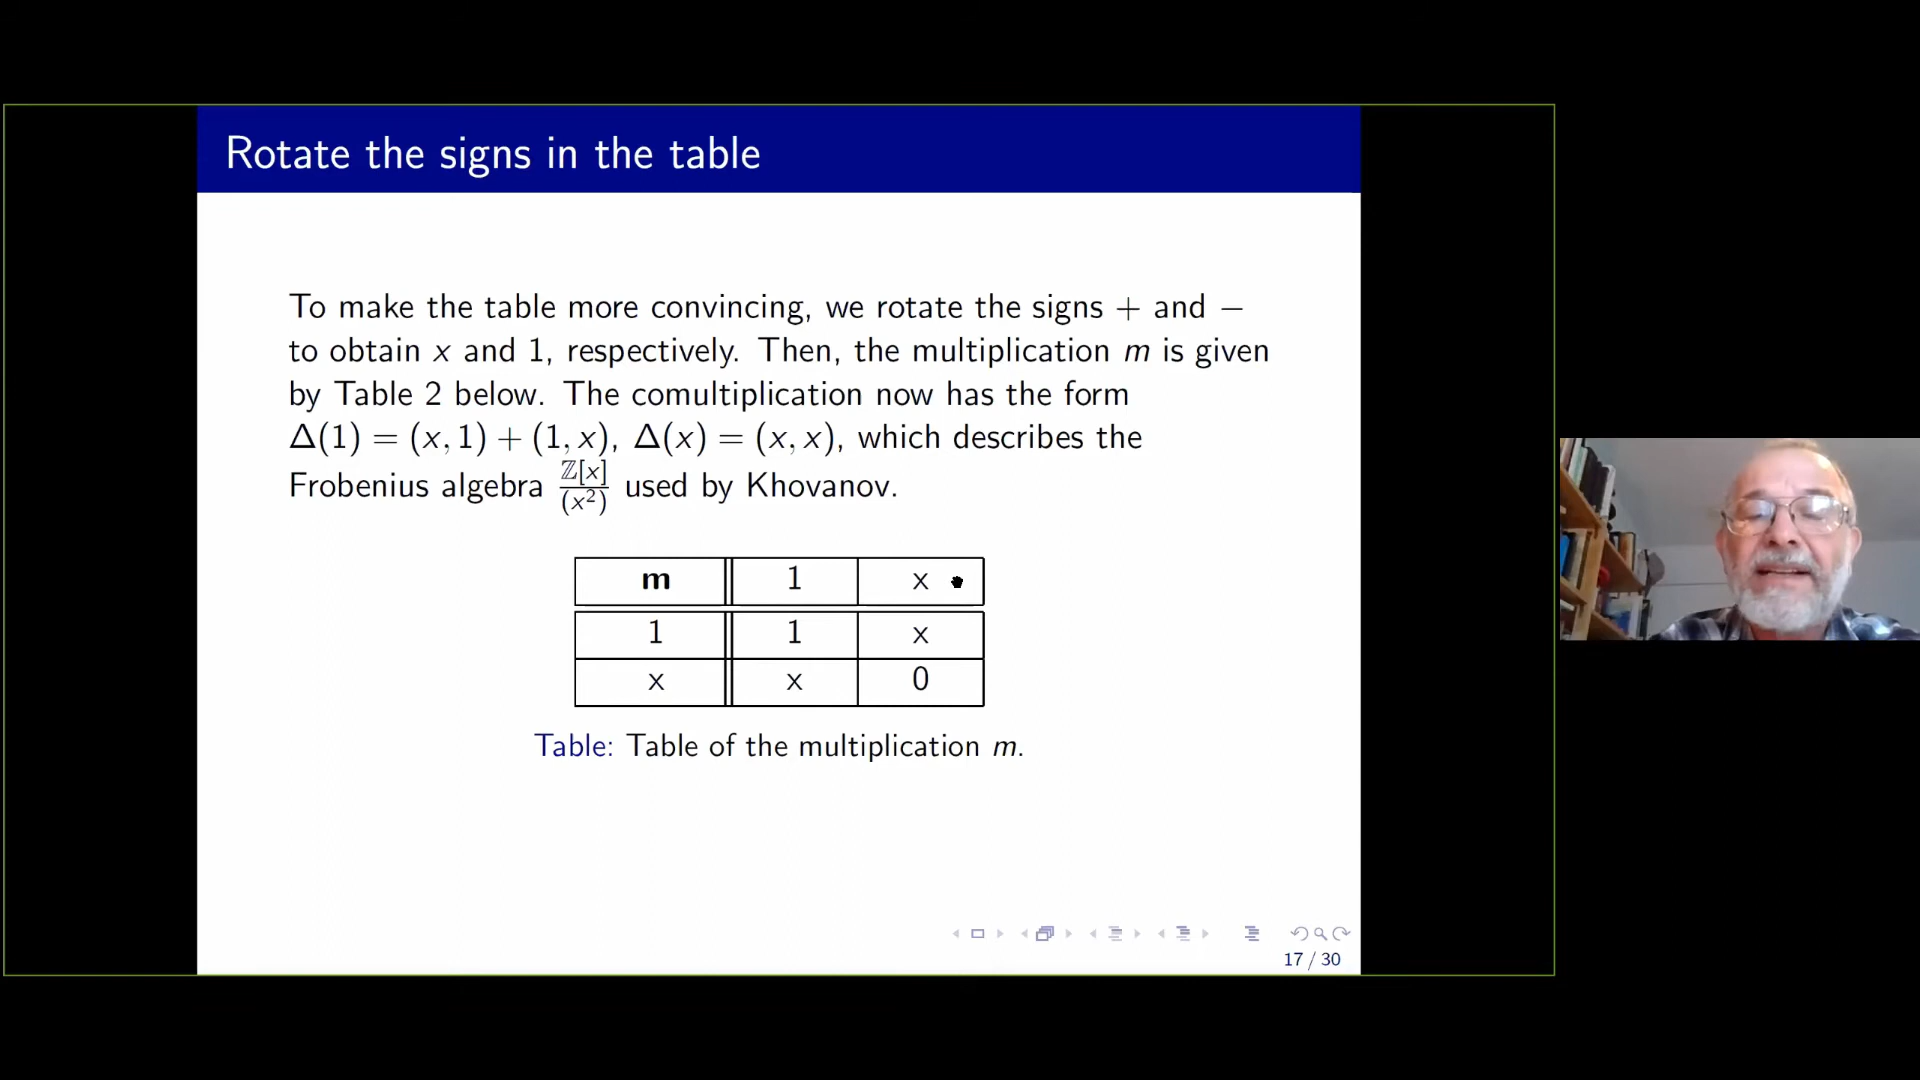 Rotate the signs in the table
To make the table more convincing, we rotate the signs + and −
to obtain x and 1, respectively. Then, the multiplication m is given
by Table 2 below. The comultiplication now has the form
Δ(1) = (x, 1) + (1, x), Δ(x) = (x, x), which describes the
Frobenius algebra ℤ[x]/(x²) used by Khovanov.
m 1 x
1 1 x
x x 0
Table: Table of the multiplication m.
17 / 30